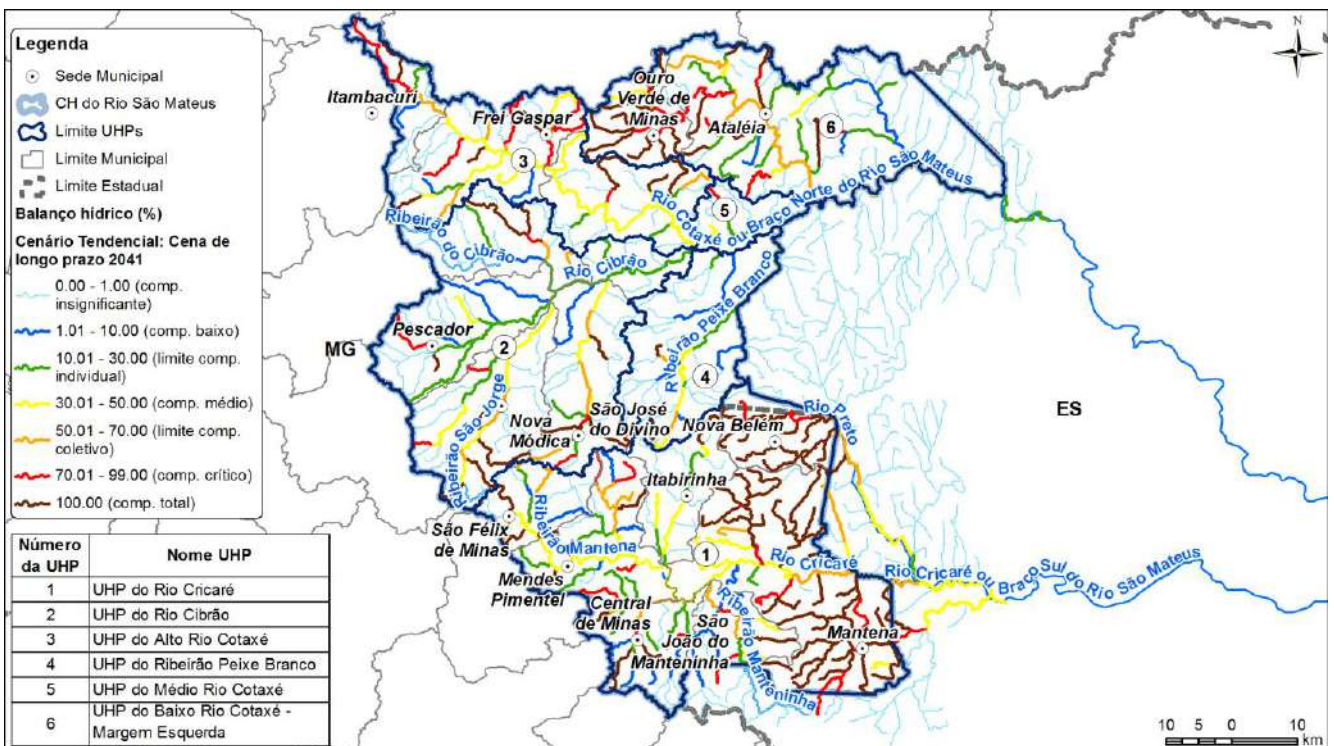 Legenda
Sede Municipal
CH do Rio São Mateus
Limite UHPs
Limite Municipal
Limite Estadual
Balanço hídrico (%)
Cenário Tendencial: Cena de
longo prazo 2041
0.00 - 1.00 (comp.
insignificante)
1.01 - 10.00 (comp. baixo)
10.01 - 30.00 (limite comp.
individual)
30.01 - 50.00 (comp. médio)
50.01 - 70.00 (limite comp.
coletivo)
70.01 - 99.00 (comp. crítico)
100.00 (comp. total)
Número
da UHP
Nome UHP
1 UHP do Rio Cricaré
2 UHP do Rio Cibrão
3 UHP do Alto Rio Cotaxé
4 UHP do Ribeirão Peixe Branco
5 UHP do Médio Rio Cotaxé
6 UHP do Baixo Rio Cotaxé -
Margem Esquerda
N
Itambacuri
Frei Gaspar
Ouro
Verde de
Minas
Ataléia
6
3
5
Rio Cotaxé ou Braço Norte do Rio São Mateus
Ribeirão do Cibrão
Rio Cibrão
Ribeirão Peixe Branco
Pescador
MG
2
4
ES
Ribeirão São Jorge
Nova
Módica
São José
do Divino
Nova Belém
Rio Preto
Itabirinha
São Félix
de Minas
Ribeirão Mantena
1
Rio Cricaré
Rio Cricaré ou Braço Sul do Rio São Mateus
Mendes
Pimentel
Central
de Minas
São
João do
Manteninha
Ribeirão Manteninha
Mantena
10 5 0 10
km